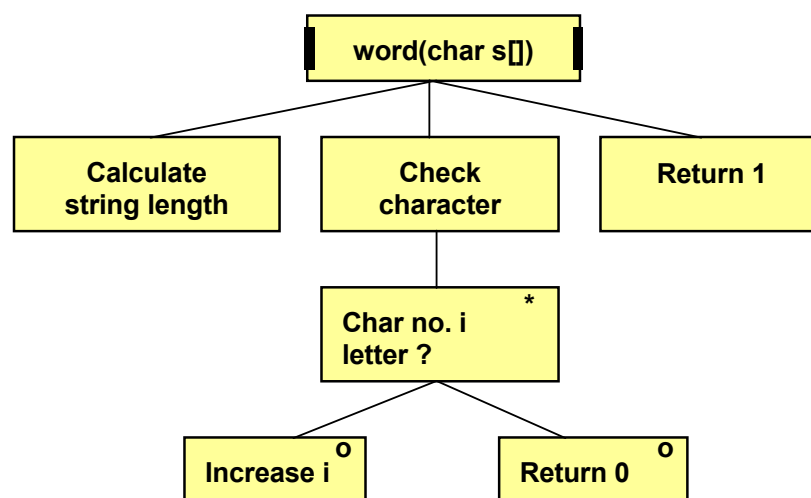 word(char s[])
Calculate
string length
Check
character
Return 1
*
Char no. i
letter ?
o
Increase i
o
Return 0